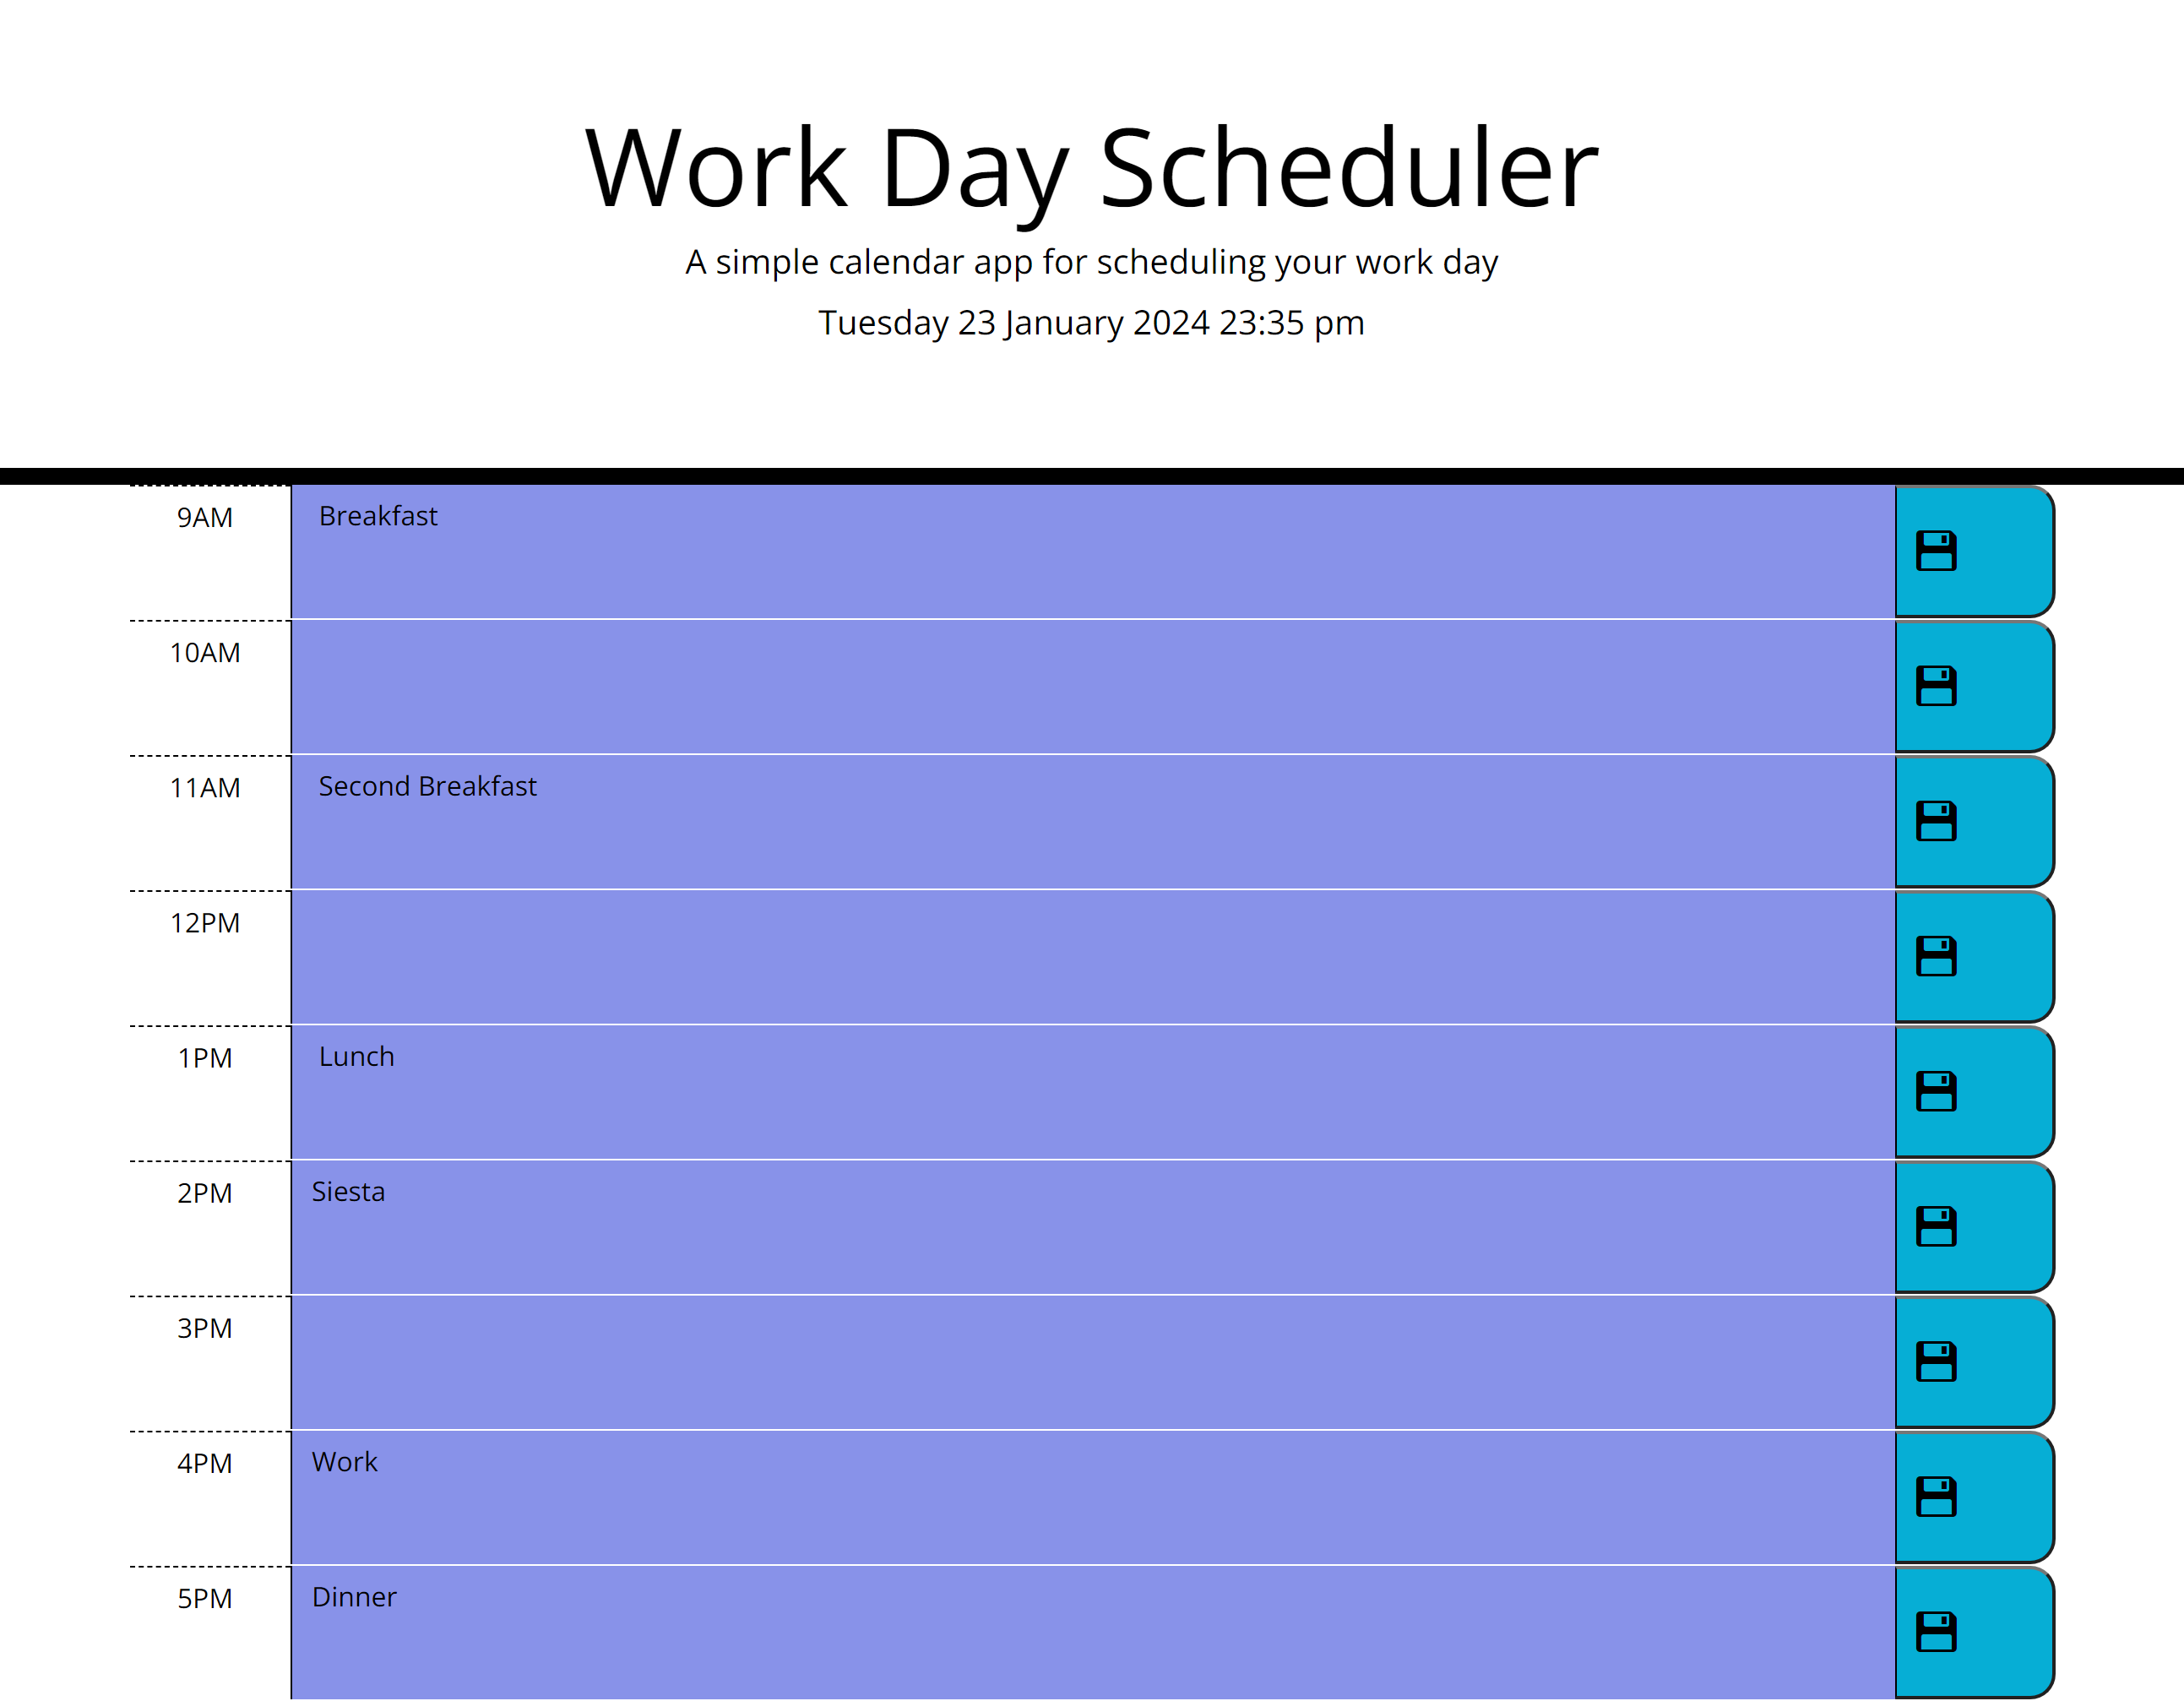 Work Day Scheduler
A simple calendar app for scheduling your work day
Tuesday 23 January 2024 23:35 pm
9AM Breakfast
10AM
11AM Second Breakfast
12PM
1PM Lunch
2PM Siesta
3PM
4PM Work
5PM Dinner